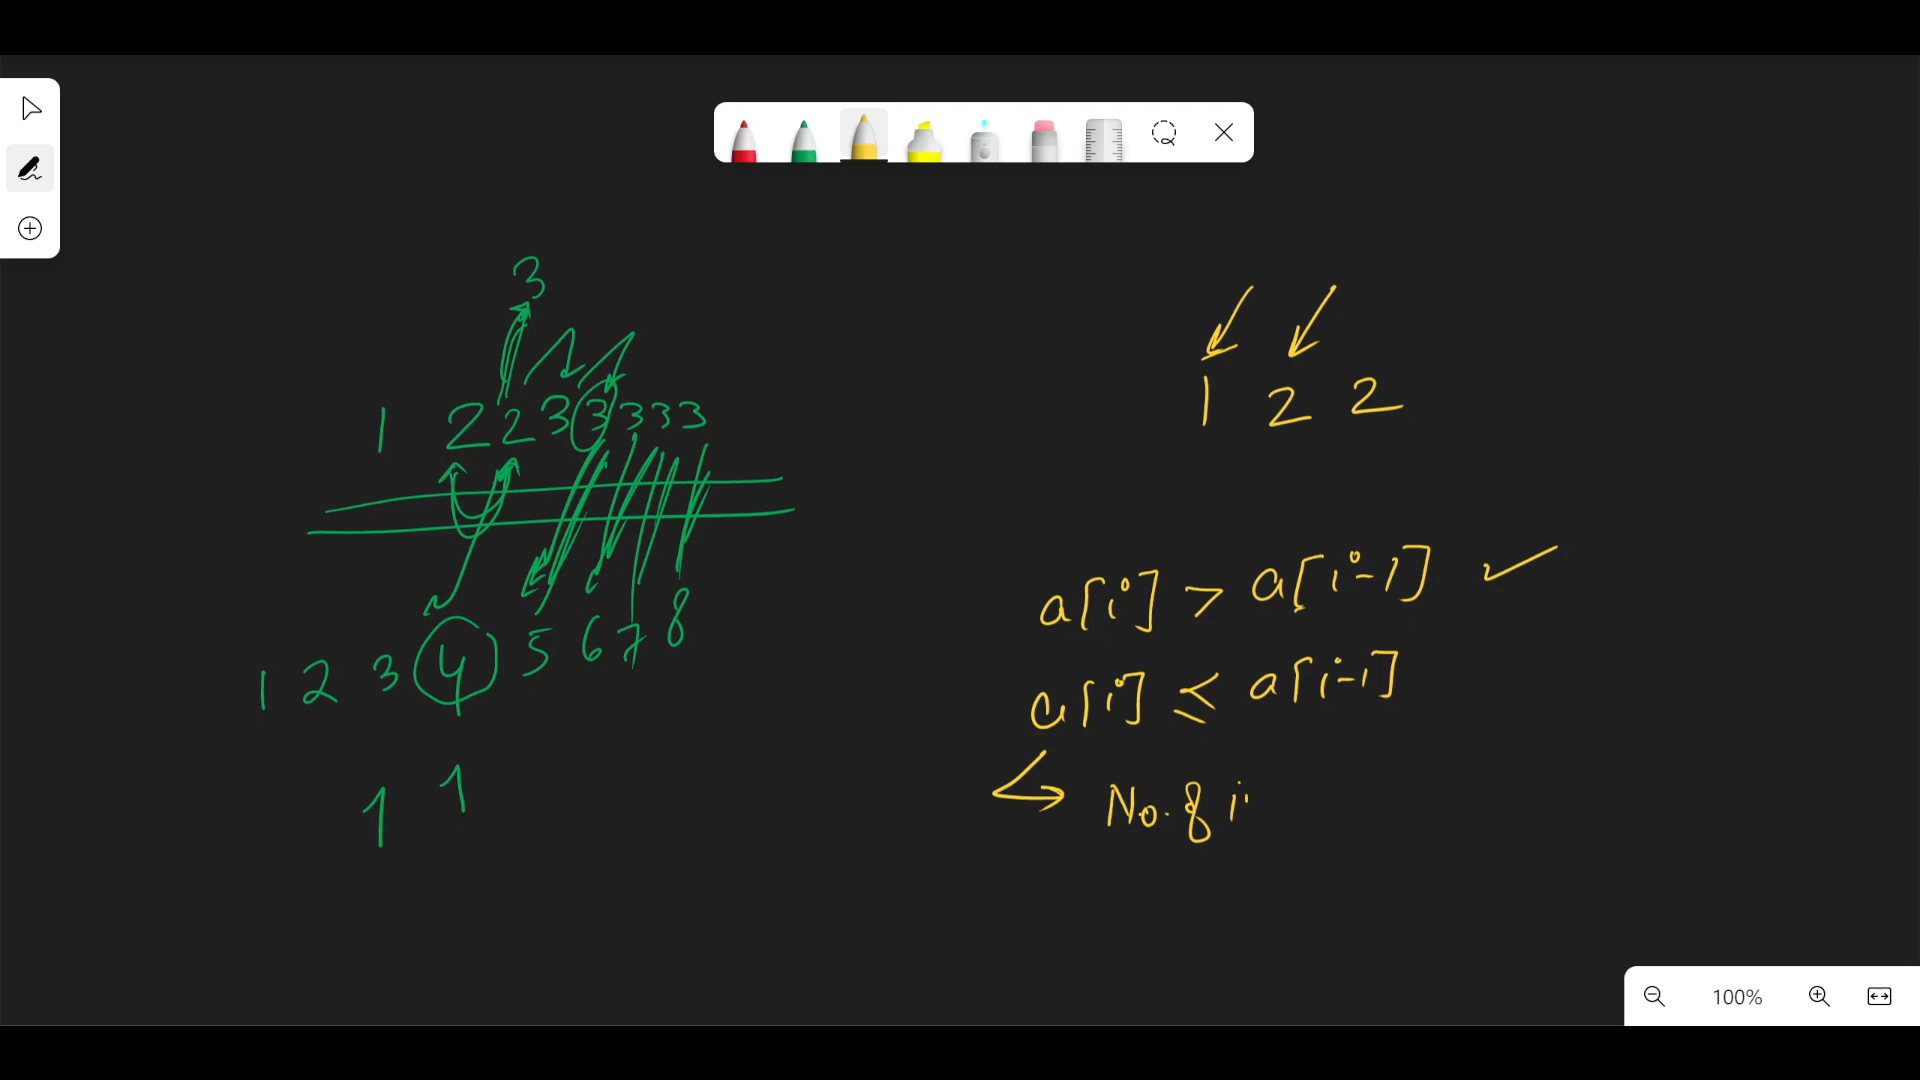 3
1 2 2 3 3 3 3 3
1 2 3 4 5 6 7 8
1 1
1 2 2
a[i] > a[i-1] ✓
a[i] ≤ a[i-1]
→ No. of i
100%